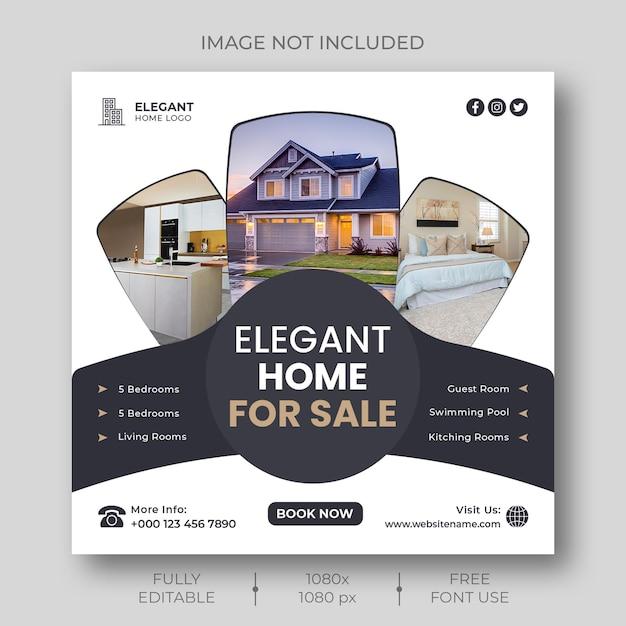 IMAGE NOT INCLUDED
ELEGANT
HOME LOGO
ELEGANT
HOME
FOR SALE
5 Bedrooms
5 Bedrooms
Living Rooms
Guest Room
Swimming Pool
Kitching Rooms
More Info:
+000 123 456 7890
BOOK NOW
Visit Us:
www.websitename.com
FULLY
EDITABLE
1080x
1080 px
FREE
FONT USE